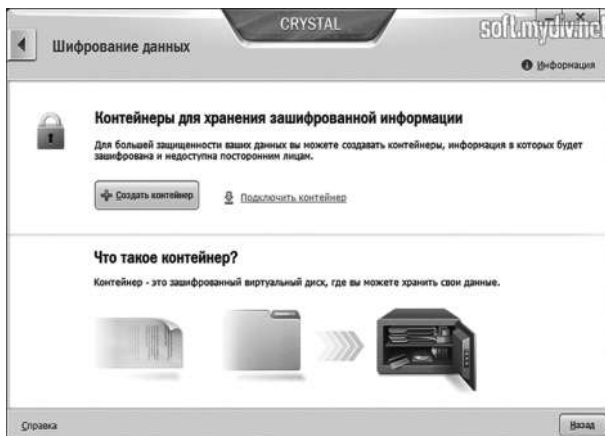 CRYSTAL
soft.mydiv.net
Шифрование данных
Информация
Контейнеры для хранения зашифрованной информации
Для большей защищенности ваших данных вы можете создавать контейнеры, информация в которых будет
зашифрована и недоступна посторонним лицам.
Создать контейнер
Подключить контейнер
Что такое контейнер?
Контейнер - это зашифрованный виртуальный диск, где вы можете хранить свои данные.
Справка
Назад